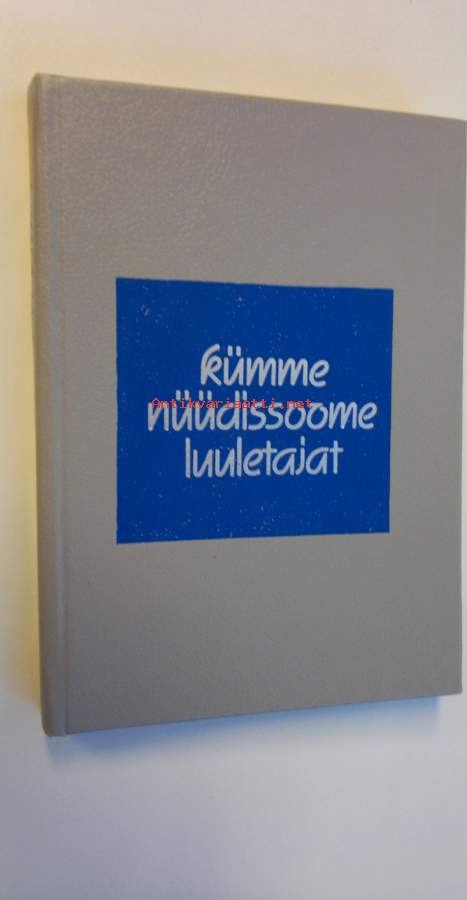 kümme
nüüdissoome
luuletajat
Antikvariaatti.net